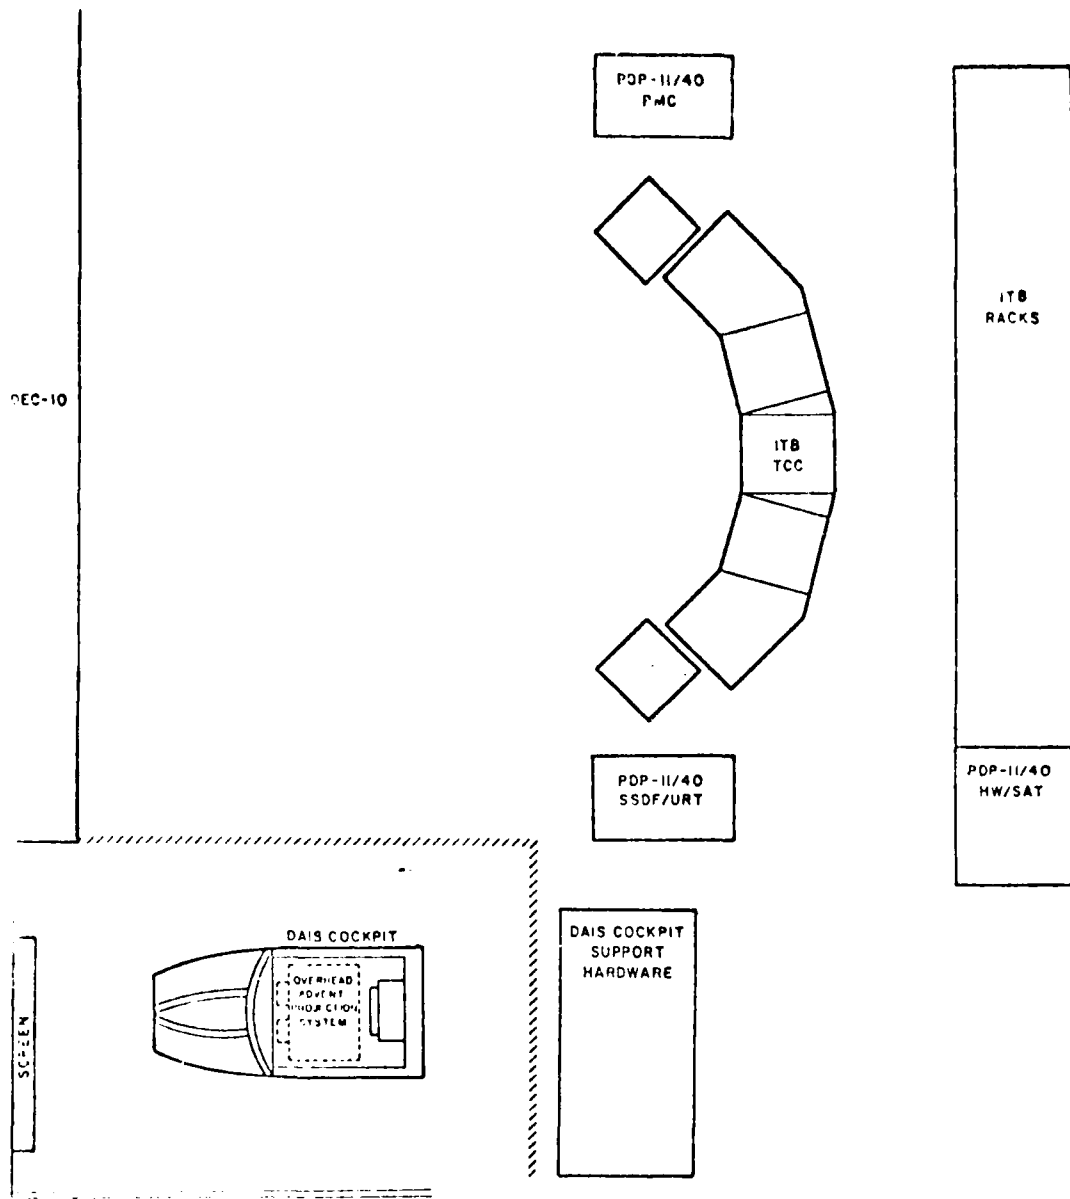 PDP-11/40
PMC
ITB
RACKS
DEC-10
ITB
TCC
PDP-11/40
SSDF/URT
PDP-11/40
HW/SAT
DAIS COCKPIT
OVERHEAD
ADVENT
PROJECTION
SYSTEM
SCREEN
DAIS COCKPIT
SUPPORT
HARDWARE